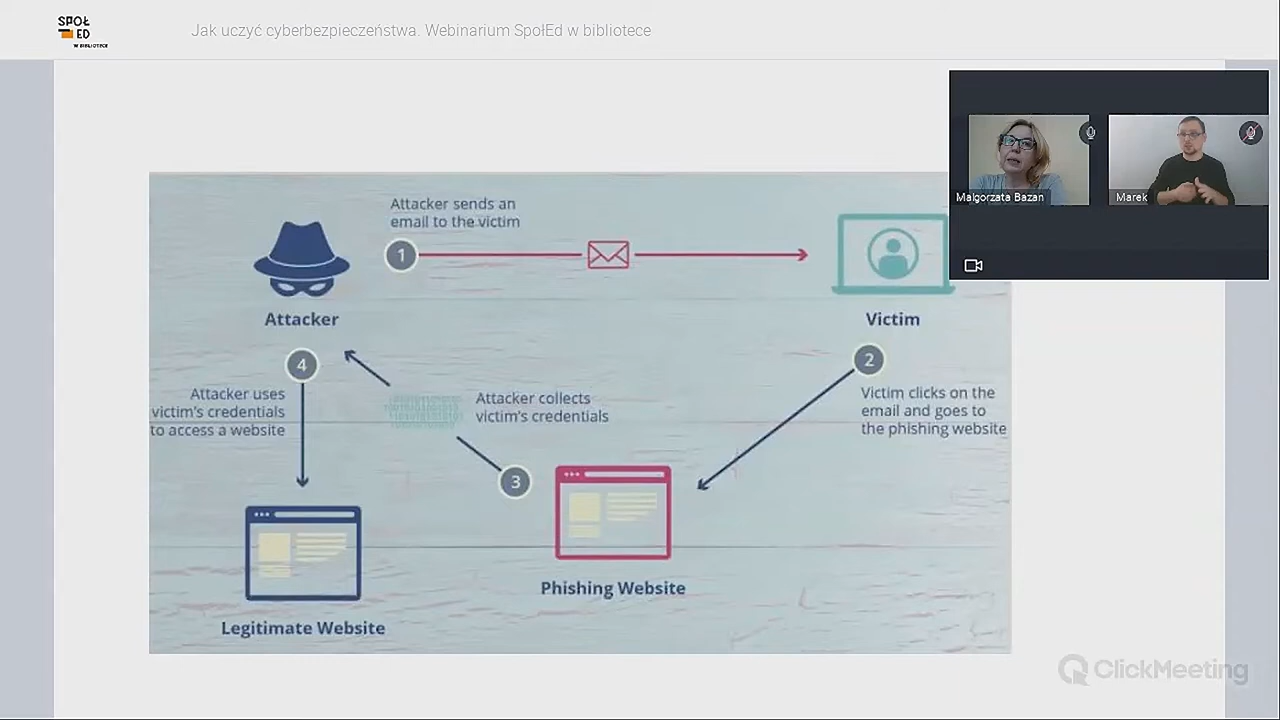 SPOŁ
ED
W BIBLIOTECE
Jak uczyć cyberbezpieczeństwa. Webinarium SpołEd w bibliotece
Malgorzata Bazan
Marek
Attacker sends an
email to the victim
1
Attacker
Victim
4
2
Attacker uses
victim's credentials
to access a website
Attacker collects
victim's credentials
Victim clicks on the
email and goes to
the phishing website
3
Phishing Website
Legitimate Website
ClickMeeting